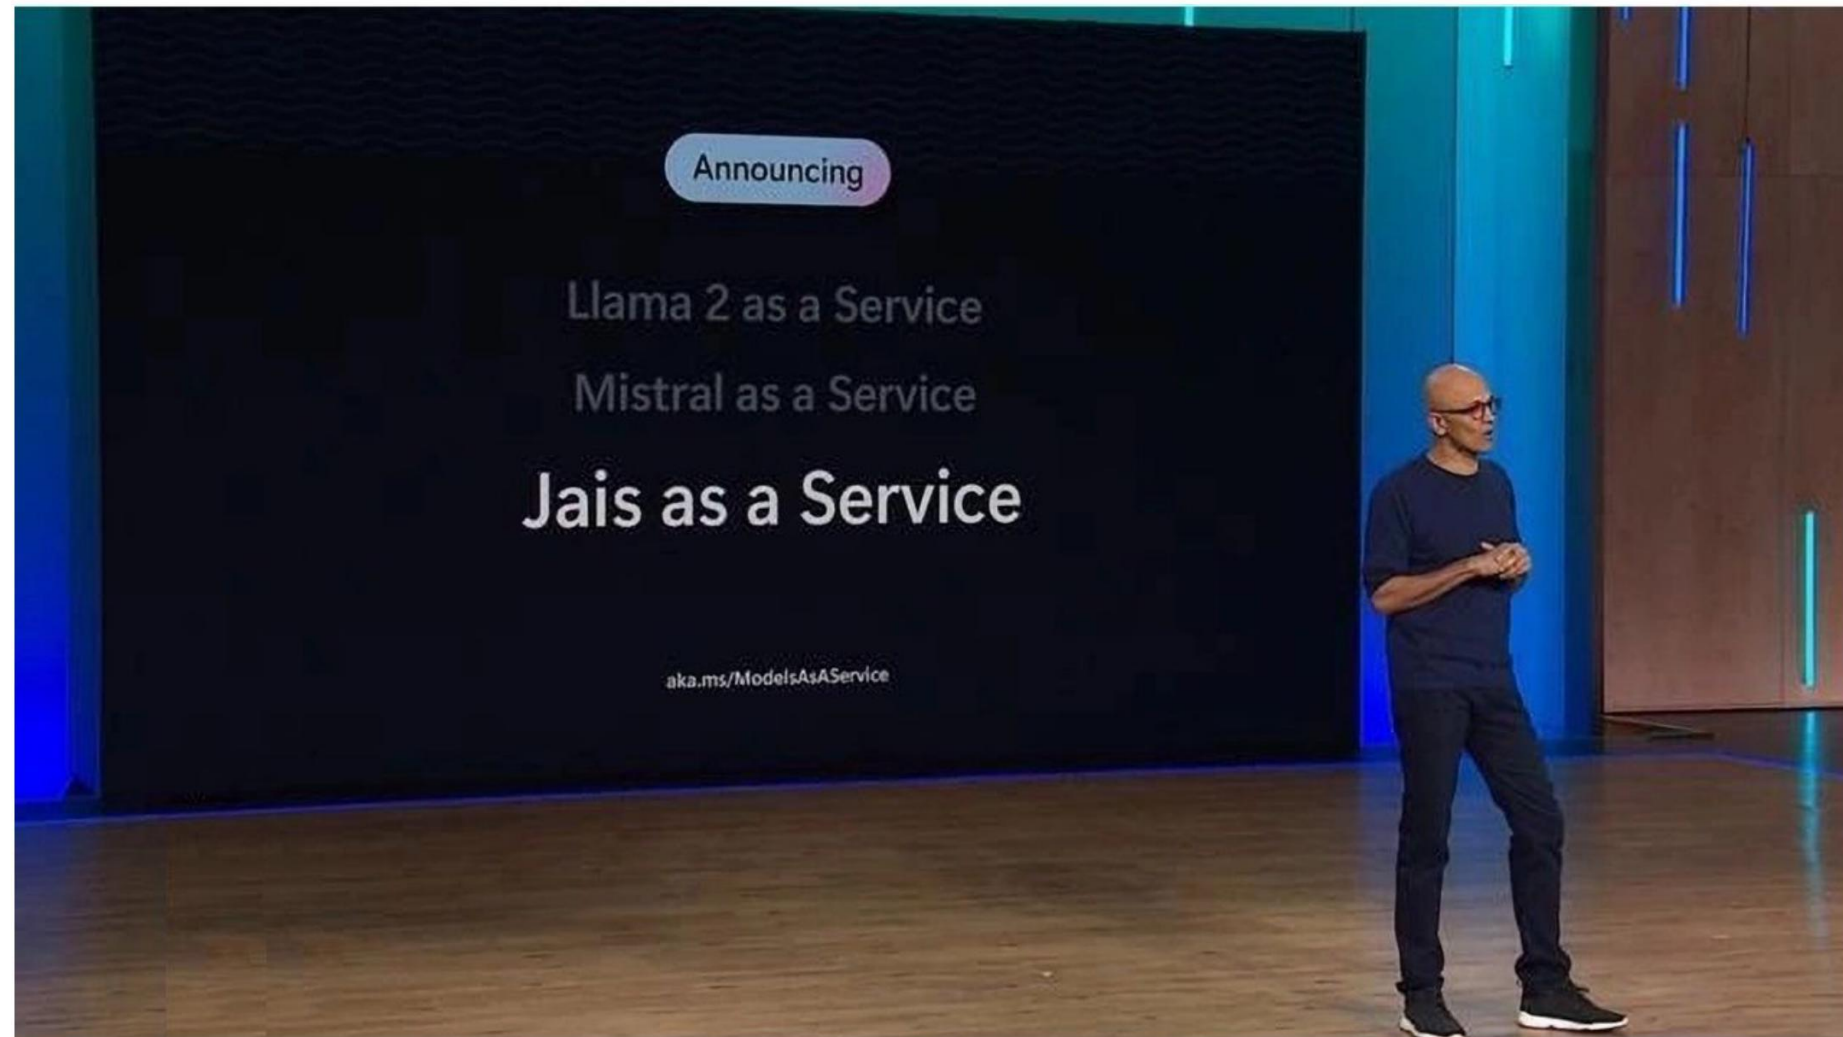 Announcing
Llama 2 as a Service
Mistral as a Service
Jais as a Service
aka.ms/ModelsAsAService